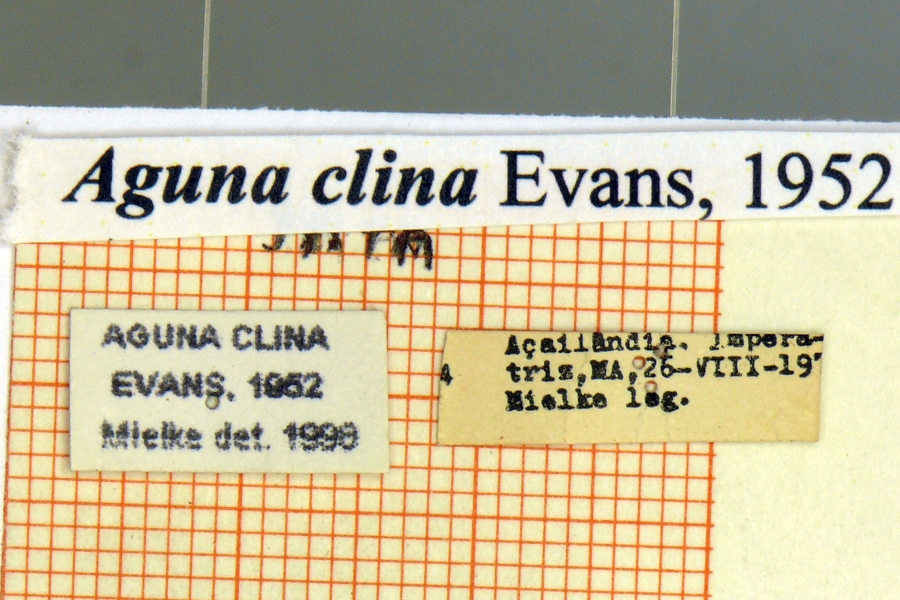 Aguna clina Evans, 1952
AGUNA CLINA
EVANS, 1952
Mielke det. 1999
Açailândia. Impera-
triz, MA, 26-VIII-19
4
Mielke leg.